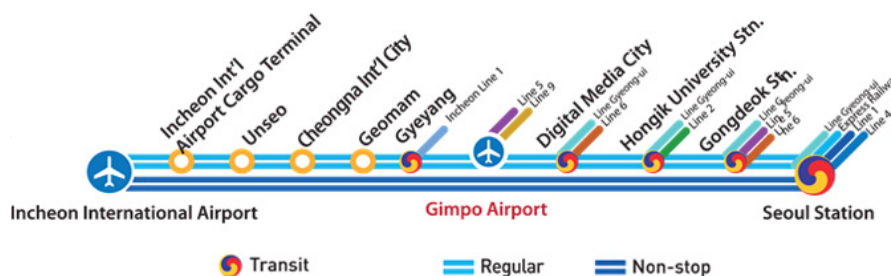 Incheon Int'l
Airport Cargo Terminal
Unseo
Cheongna Int'l City
Geomam
Gyeyang
Incheon Line 1
Line 5
Line 9
Digital Media City
Line Gyeong-ui
Line 6
Hongik University Stn.
Line Gyeong-ui
Line 2
Gongdeok Stn.
Line Gyeong-ui
Line 5
Line 6
Line Gyeong-ui
Express Railway
Line 1
Line 4
Incheon International Airport
Gimpo Airport
Seoul Station
Transit
Regular
Non-stop